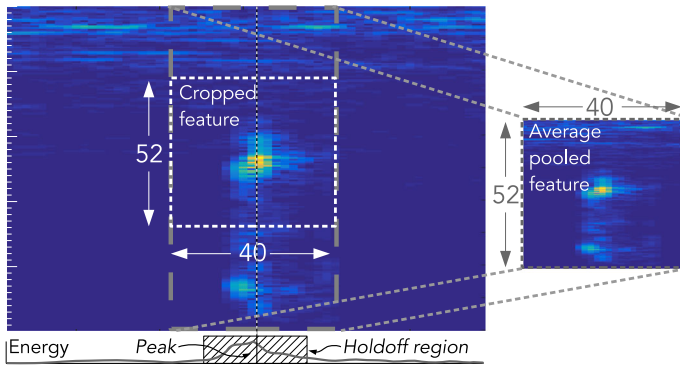 Cropped
feature
52
40
40
Average
pooled
feature
52
Energy
Peak
Holdoff region